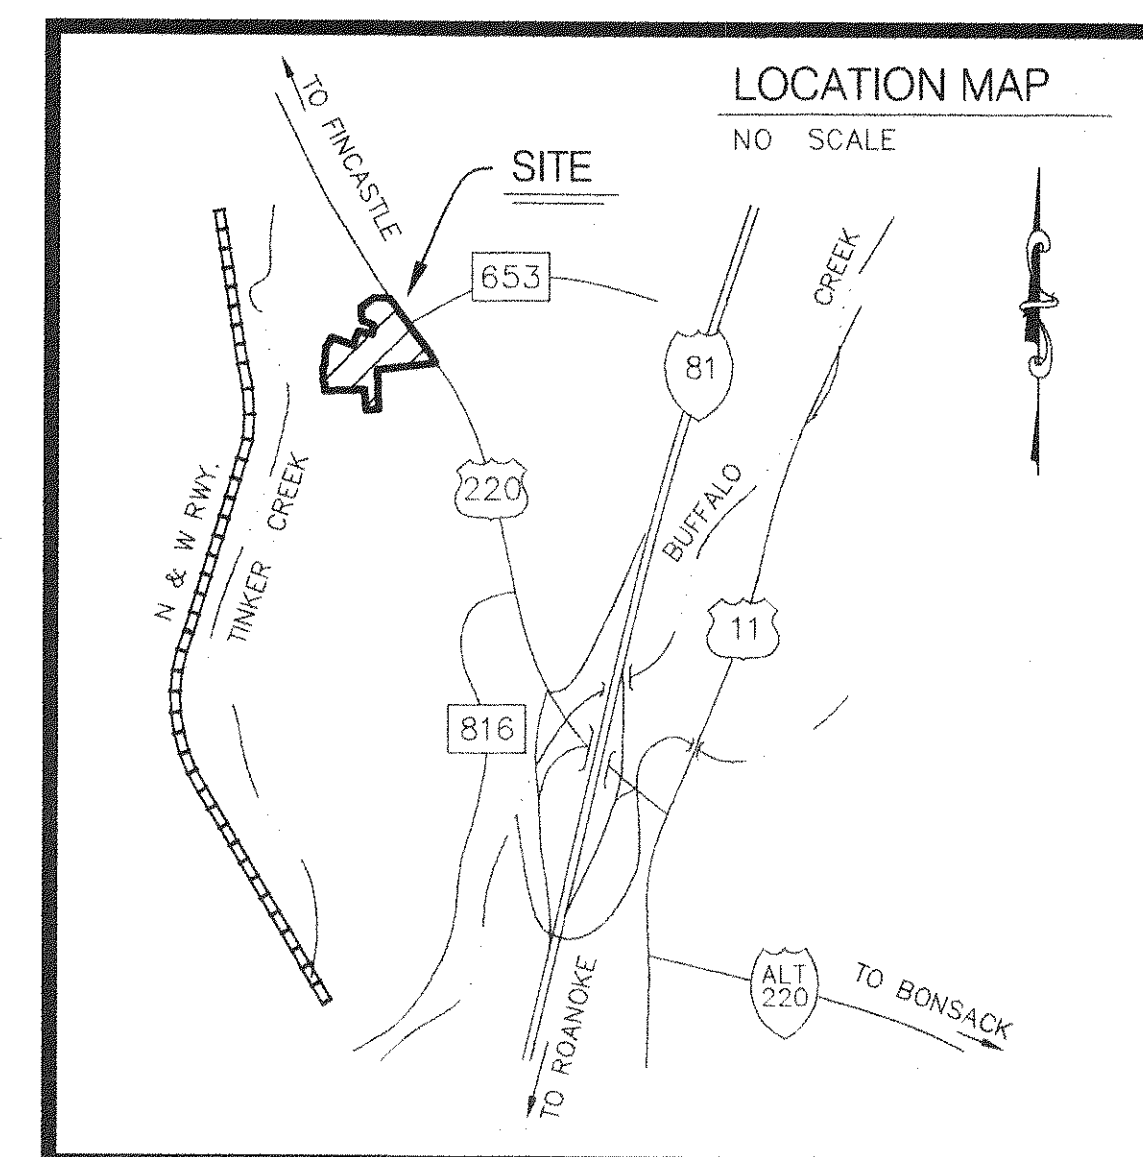 LOCATION MAP
NO SCALE
TO FINCASTLE
SITE
653
CREEK
81
N & W RWY.
TINKER CREEK
220
BUFFALO
11
816
ALT
220
TO BONSACK
TO ROANOKE